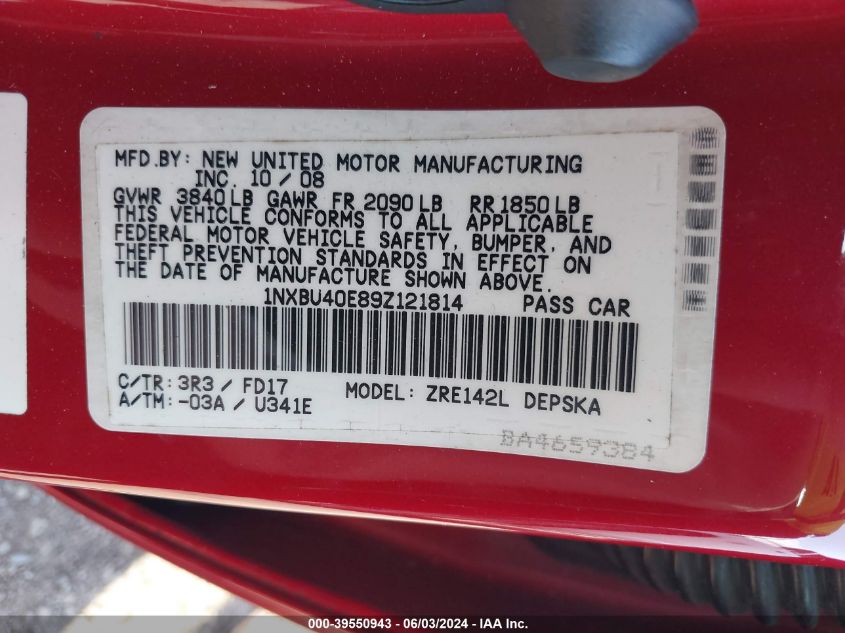 MFD.BY: NEW UNITED MOTOR MANUFACTURING
INC. 10 / 08
GVWR 3840 LB GAWR FR 2090 LB RR 1850 LB
THIS VEHICLE CONFORMS TO ALL APPLICABLE
FEDERAL MOTOR VEHICLE SAFETY, BUMPER, AND
THEFT PREVENTION STANDARDS IN EFFECT ON
THE DATE OF MANUFACTURE SHOWN ABOVE.
1NXBU40E89Z121814 PASS CAR
C/TR: 3R3 / FD17 MODEL: ZRE142L DEPSKA
A/TM: -03A / U341E
BA4659384
000-39550943 - 06/03/2024 - IAA Inc.